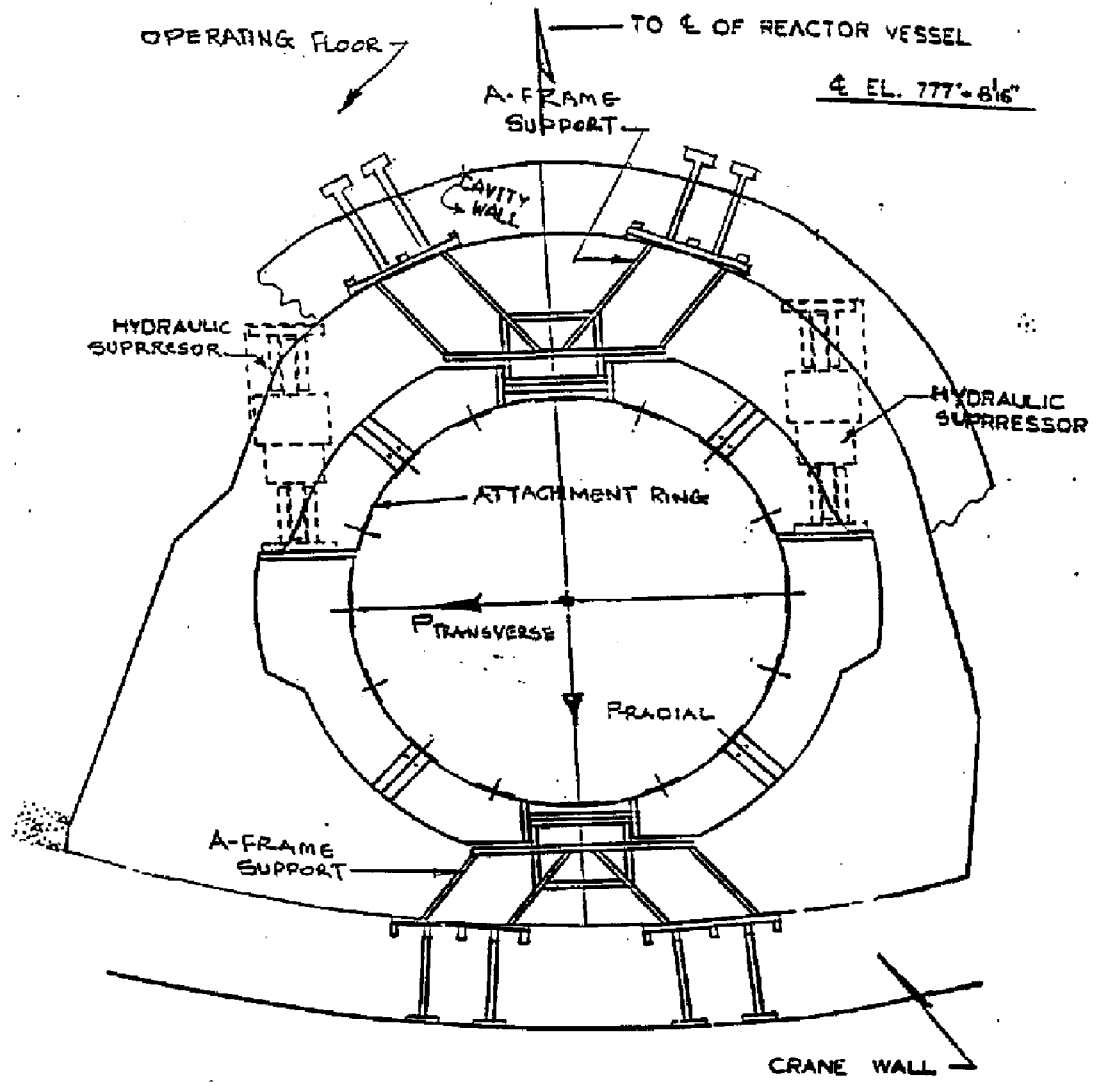 OPERATING FLOOR
TO ℄ OF REACTOR VESSEL
℄ EL. 777'-8 1/16"
A-FRAME
SUPPORT
CAVITY
WALL
HYDRAULIC
SUPRRESOR
HYDRAULIC
SUPRRESSOR
ATTACHMENT RING
PTRANSVERSE
PRADIAL
A-FRAME
SUPPORT
CRANE WALL